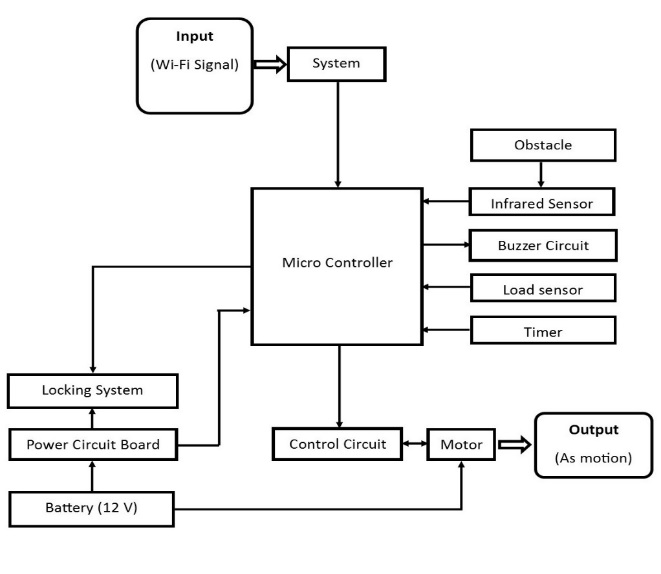 Input
(Wi-Fi Signal)
System
Obstacle
Infrared Sensor
Buzzer Circuit
Micro Controller
Load sensor
Timer
Locking System
Power Circuit Board
Control Circuit
Motor
Output
(As motion)
Battery (12 V)